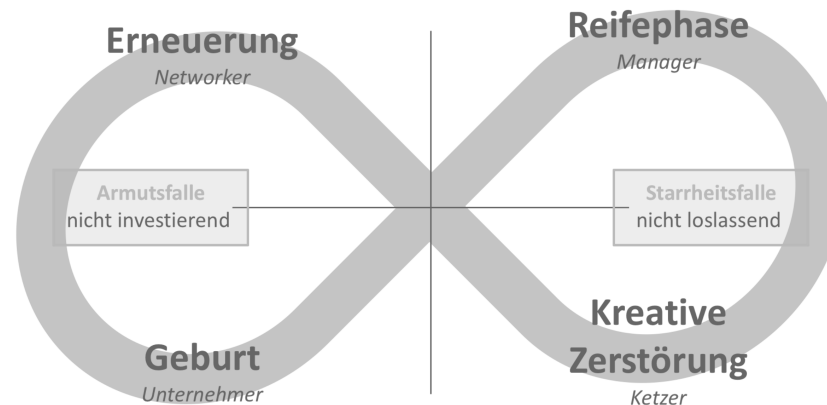 Erneuerung
Networker
Reifephase
Manager
Armutsfalle
nicht investierend
Starrheitsfalle
nicht loslassend
Geburt
Unternehmer
Kreative
Zerstörung
Ketzer